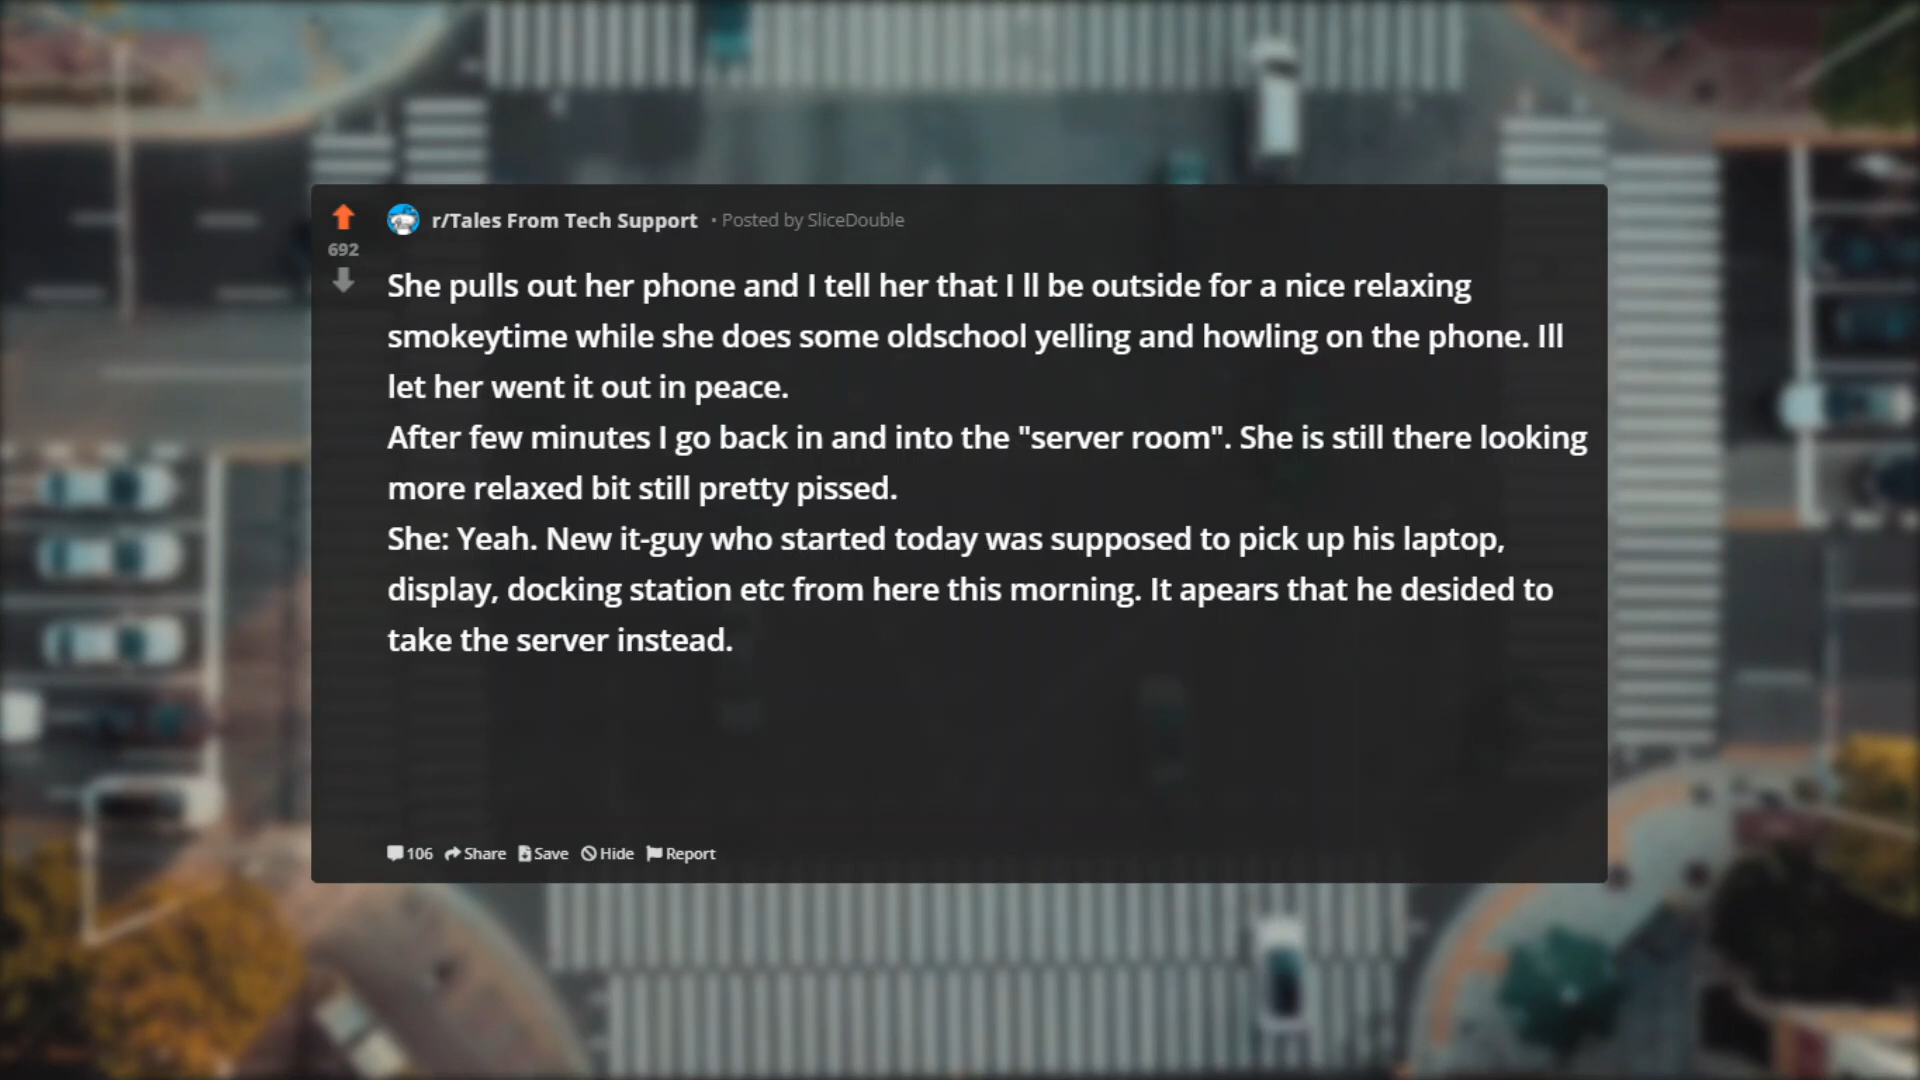 r/Tales From Tech Support • Posted by SliceDouble
692
She pulls out her phone and I tell her that I ll be outside for a nice relaxing
smokeytime while she does some oldschool yelling and howling on the phone. Ill
let her went it out in peace.
After few minutes I go back in and into the "server room". She is still there looking
more relaxed bit still pretty pissed.
She: Yeah. New it-guy who started today was supposed to pick up his laptop,
display, docking station etc from here this morning. It apears that he desided to
take the server instead.
106 Share Save Hide Report